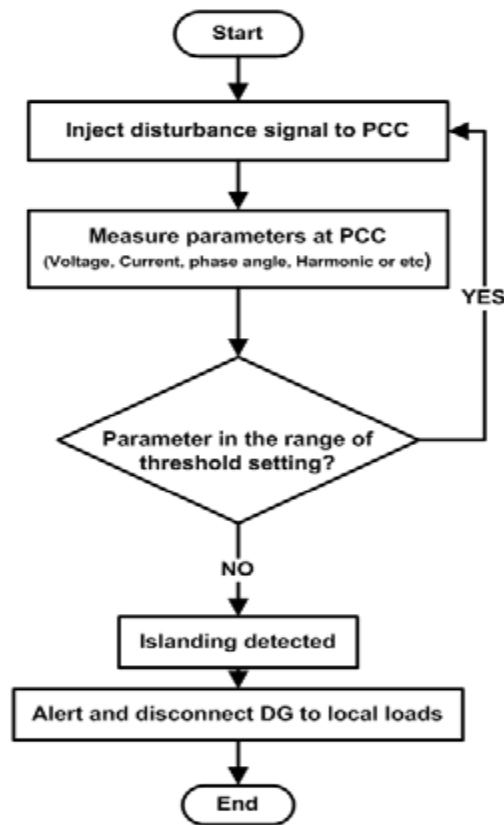 Start
Inject disturbance signal to PCC
Measure parameters at PCC
(Voltage, Current, phase angle, Harmonic or etc)
YES
Parameter in the range of
threshold setting?
NO
Islanding detected
Alert and disconnect DG to local loads
End